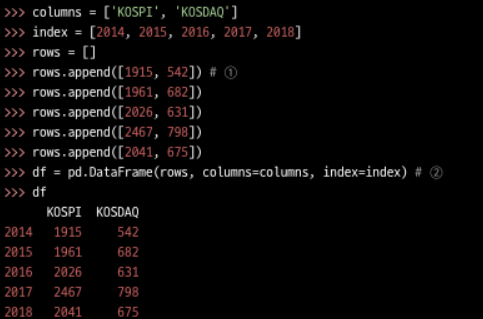 >>> columns = ['KOSPI', 'KOSDAQ']
>>> index = [2014, 2015, 2016, 2017, 2018]
>>> rows = []
>>> rows.append([1915, 542]) # ①
>>> rows.append([1961, 682])
>>> rows.append([2026, 631])
>>> rows.append([2467, 798])
>>> rows.append([2041, 675])
>>> df = pd.DataFrame(rows, columns=columns, index=index) # ②
>>> df
KOSPI KOSDAQ
2014 1915 542
2015 1961 682
2016 2026 631
2017 2467 798
2018 2041 675